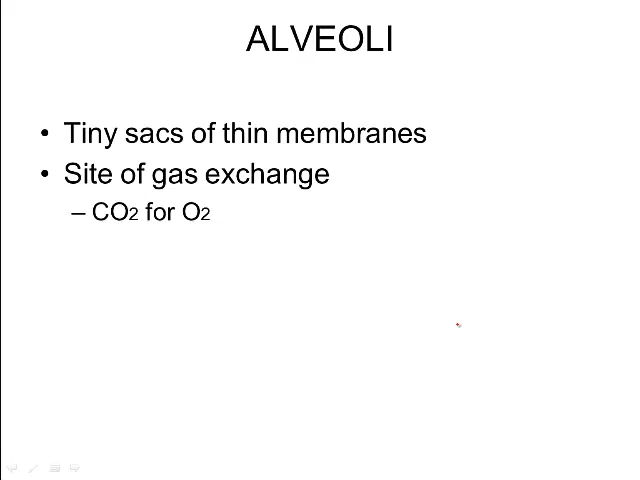 ALVEOLI
• Tiny sacs of thin membranes
• Site of gas exchange
– CO2 for O2